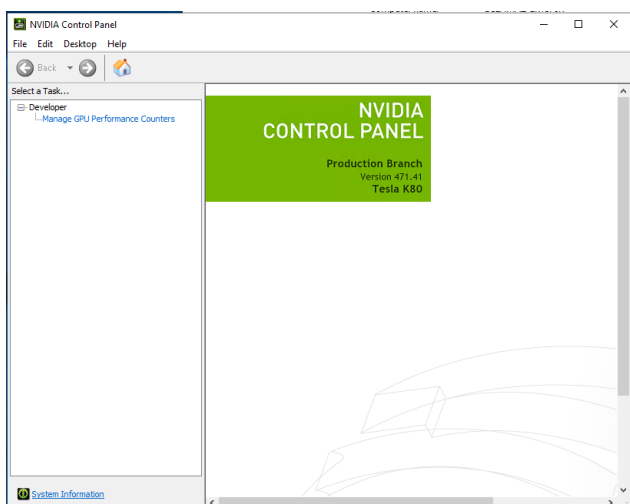 NVIDIA Control Panel
File Edit Desktop Help
Back
Select a Task...
Developer
Manage GPU Performance Counters
NVIDIA
CONTROL PANEL
Production Branch
Version 471.41
Tesla K80
System Information